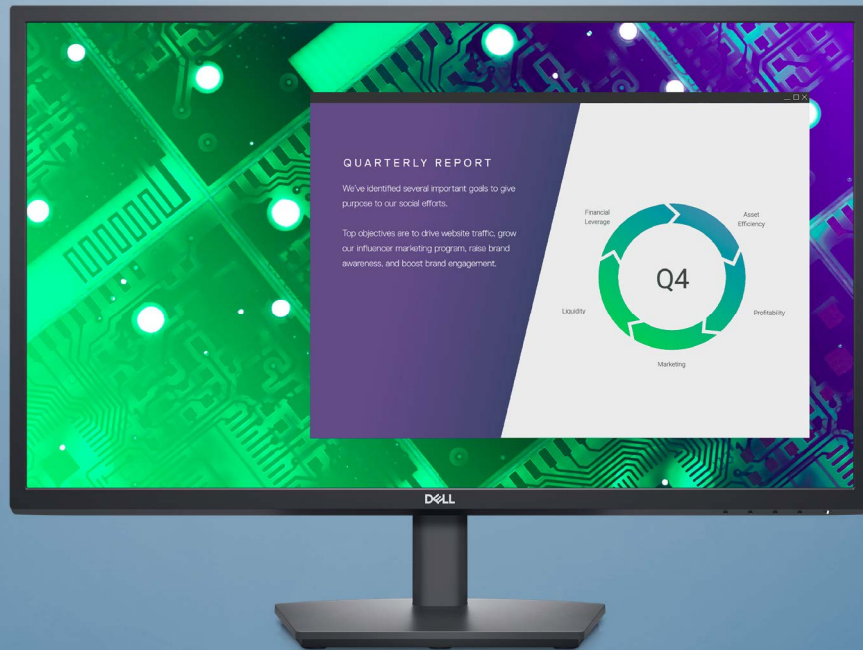 QUARTERLY REPORT
We've identified several important goals to give
purpose to our social efforts.
Top objectives are to drive website traffic, grow
our influencer marketing program, raise brand
awareness, and boost brand engagement.
Financial
Leverage
Asset
Efficiency
Q4
Liquidity
Profitability
Marketing
DELL